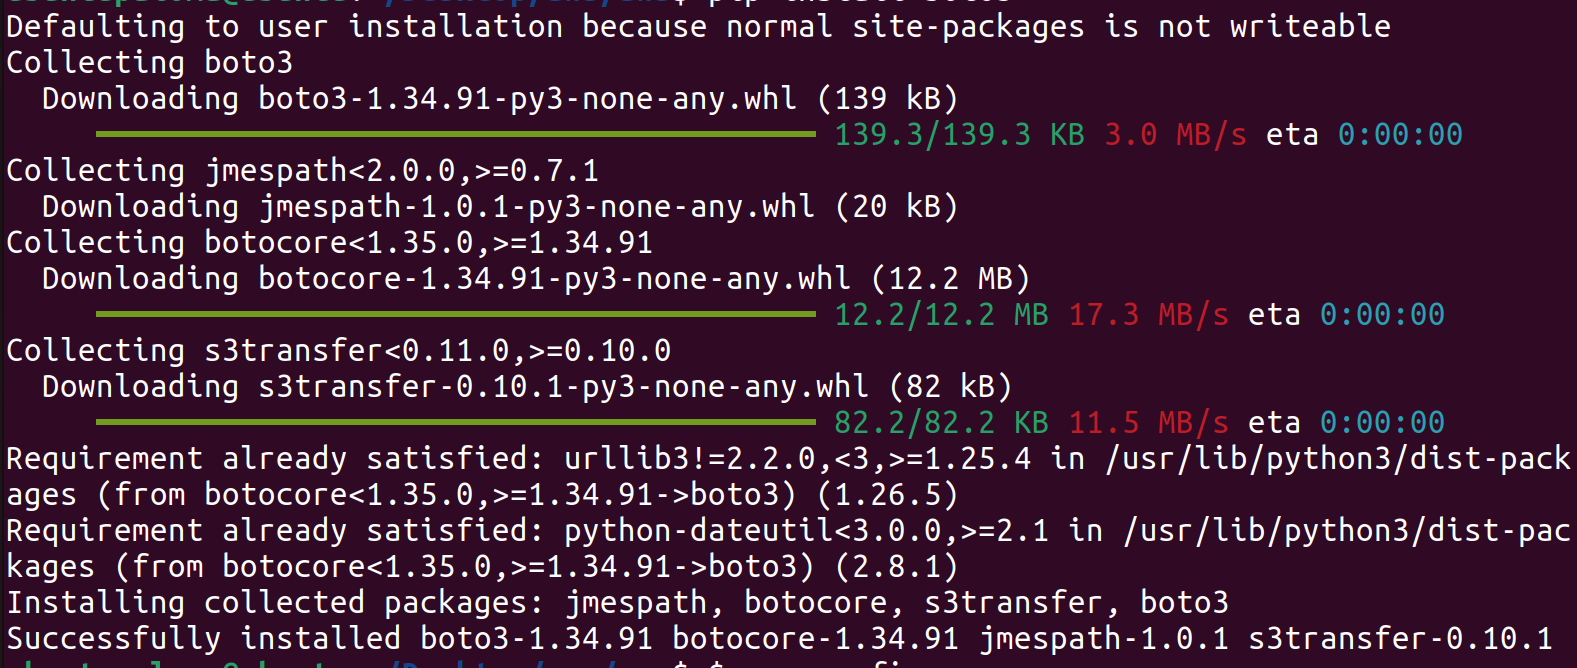 Defaulting to user installation because normal site-packages is not writeable
Collecting boto3
  Downloading boto3-1.34.91-py3-none-any.whl (139 kB)
139.3/139.3 KB 3.0 MB/s eta 0:00:00
Collecting jmespath<2.0.0,>=0.7.1
  Downloading jmespath-1.0.1-py3-none-any.whl (20 kB)
Collecting botocore<1.35.0,>=1.34.91
  Downloading botocore-1.34.91-py3-none-any.whl (12.2 MB)
12.2/12.2 MB 17.3 MB/s eta 0:00:00
Collecting s3transfer<0.11.0,>=0.10.0
  Downloading s3transfer-0.10.1-py3-none-any.whl (82 kB)
82.2/82.2 KB 11.5 MB/s eta 0:00:00
Requirement already satisfied: urllib3!=2.2.0,<3,>=1.25.4 in /usr/lib/python3/dist-pack
ages (from botocore<1.35.0,>=1.34.91->boto3) (1.26.5)
Requirement already satisfied: python-dateutil<3.0.0,>=2.1 in /usr/lib/python3/dist-pac
kages (from botocore<1.35.0,>=1.34.91->boto3) (2.8.1)
Installing collected packages: jmespath, botocore, s3transfer, boto3
Successfully installed boto3-1.34.91 botocore-1.34.91 jmespath-1.0.1 s3transfer-0.10.1